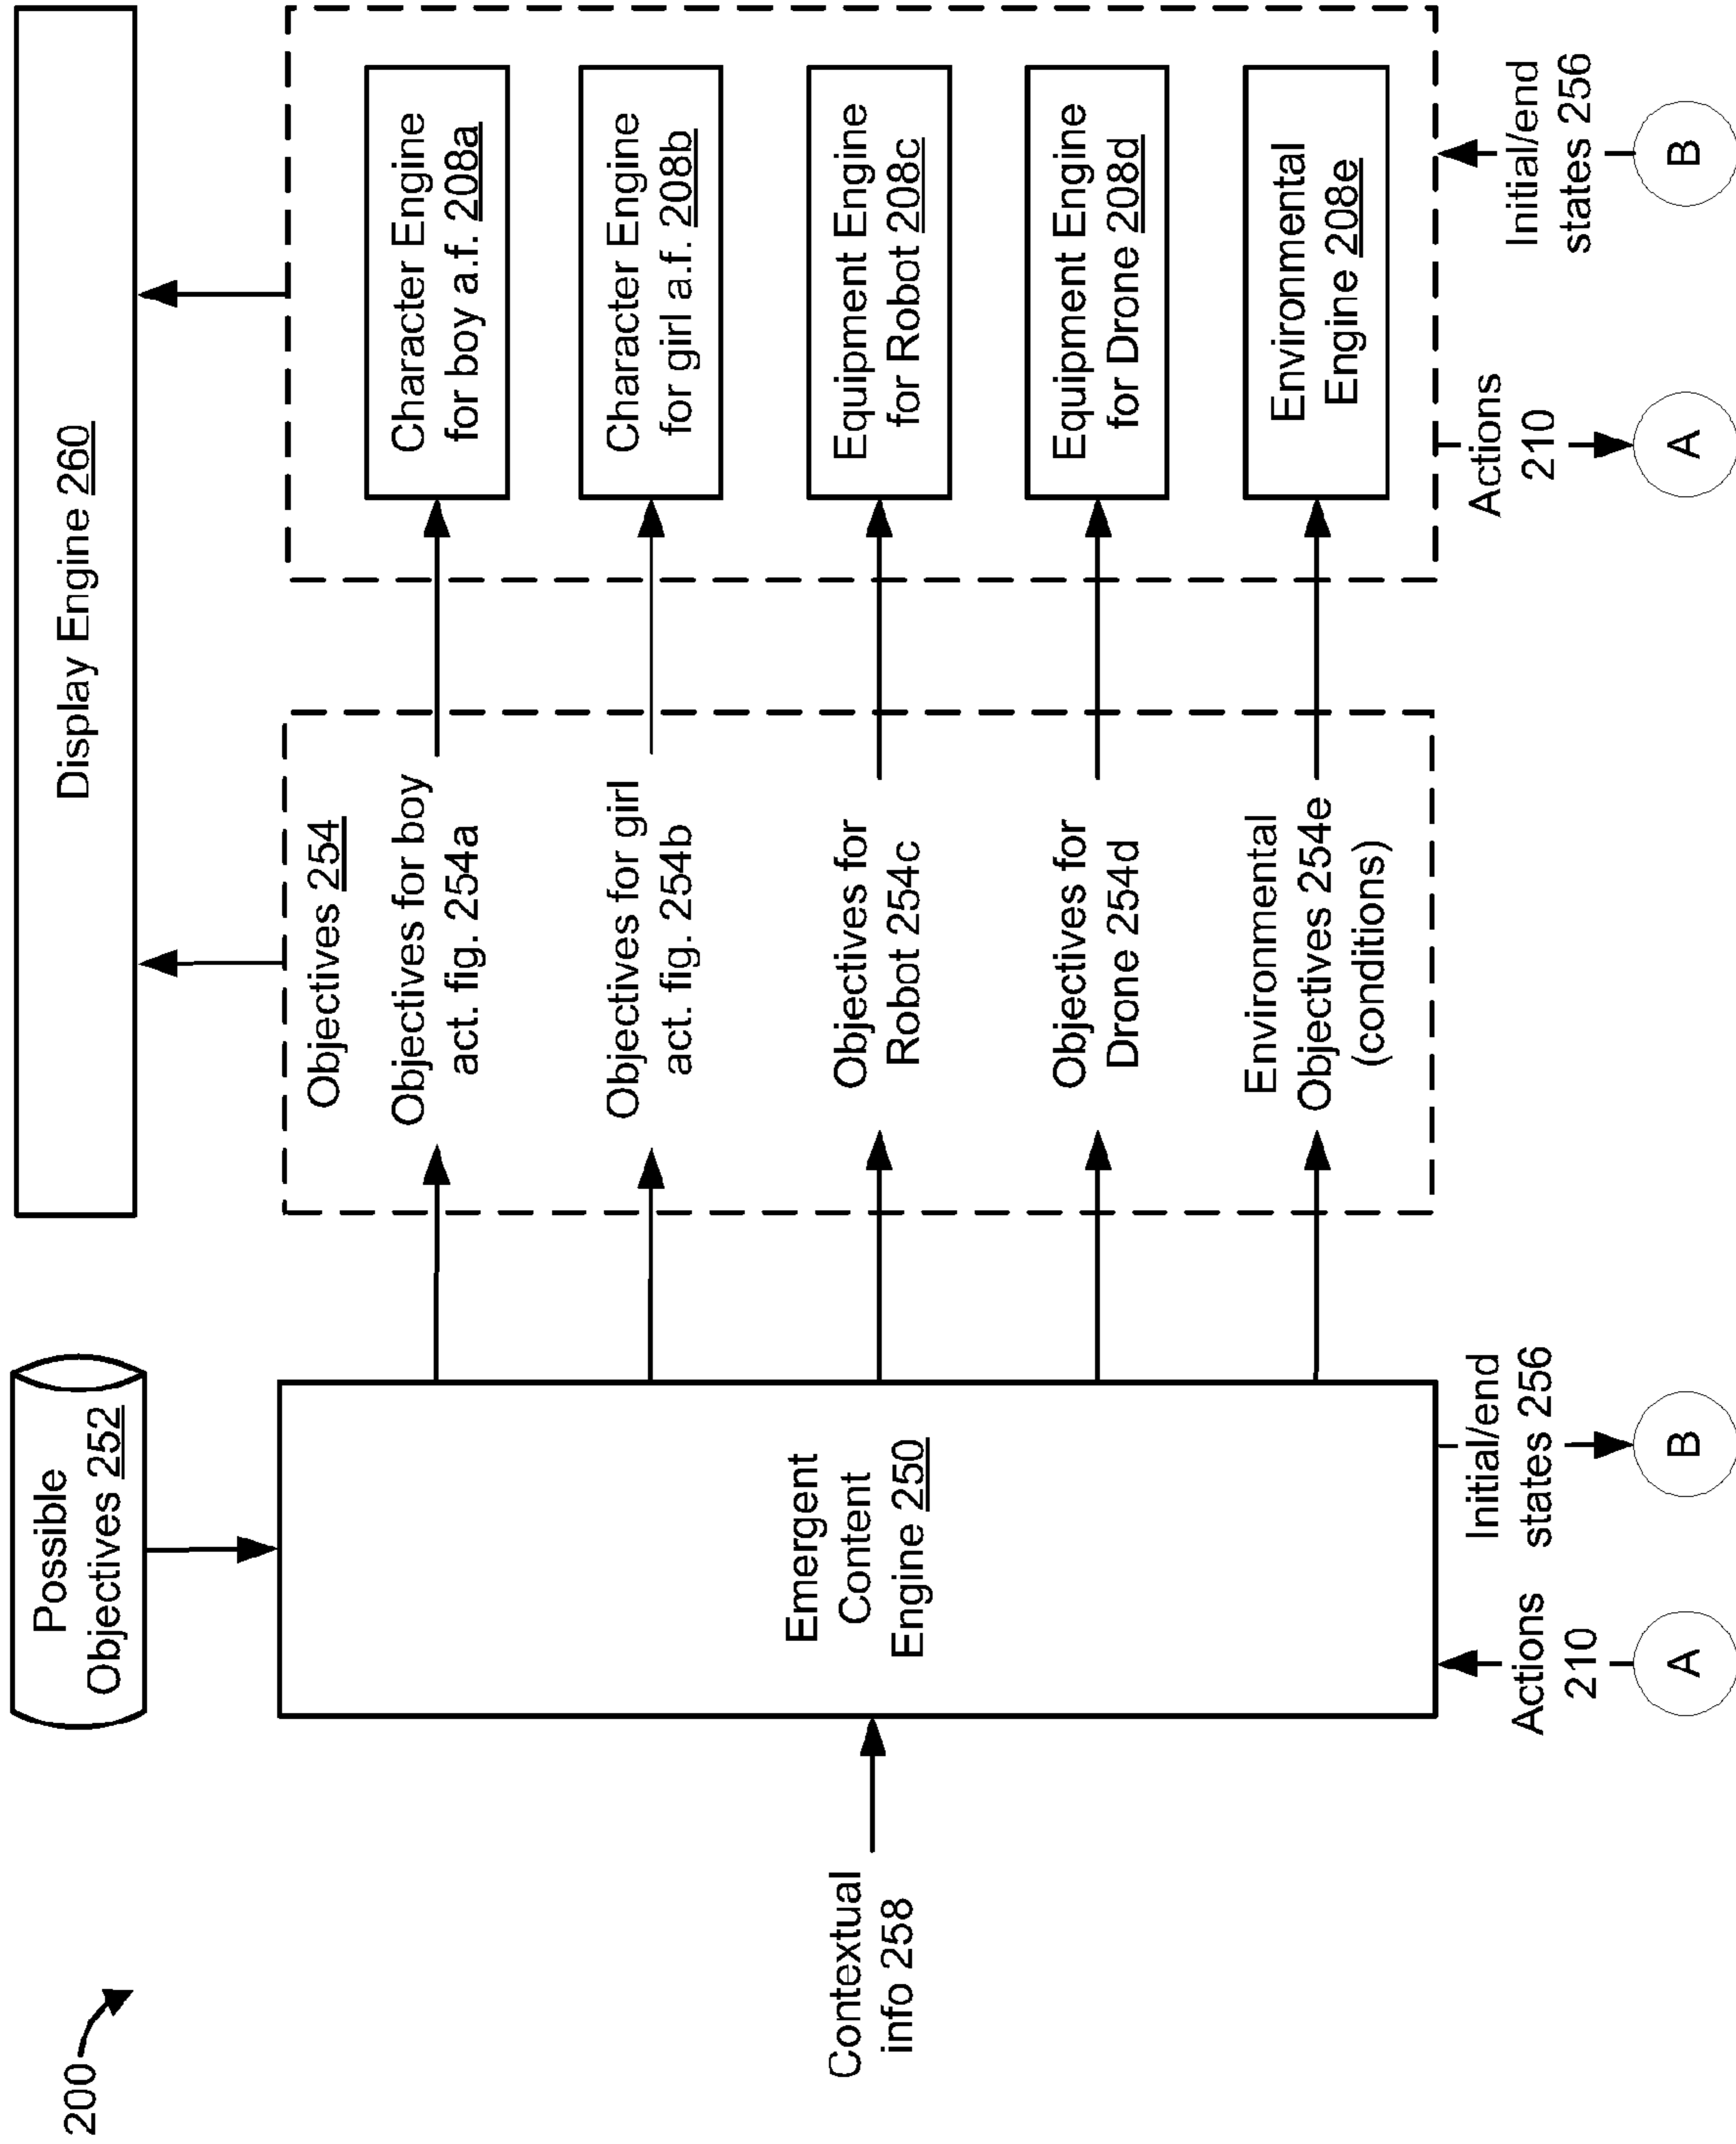 200
Possible
Objectives 252
Display Engine 260
Contextual
info 258
Emergent
Content
Engine 250
Objectives 254
Objectives for boy
act. fig. 254a
Objectives for girl
act. fig. 254b
Objectives for
Robot 254c
Objectives for
Drone 254d
Environmental
Objectives 254e
(conditions)
Character Engine
for boy a.f. 208a
Character Engine
for girl a.f. 208b
Equipment Engine
for Robot 208c
Equipment Engine
for Drone 208d
Environmental
Engine 208e
Actions
210
A
Initial/end
states 256
B
Actions
210
A
Initial/end
states 256
B